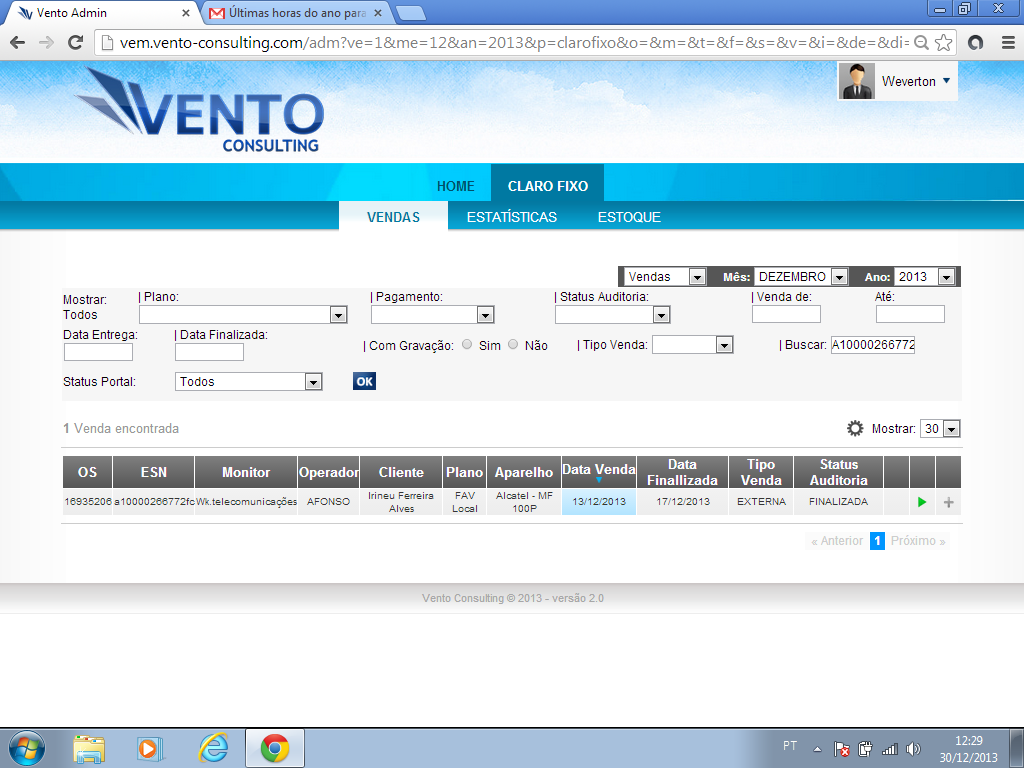 Vento Admin
Últimas horas do ano para
vem.vento-consulting.com/adm?ve=1&me=12&an=2013&p=clarofixo&o=&m=&t=&f=&s=&v=&i=&de=&di=
Weverton
VENTO
CONSULTING
HOME CLARO FIXO
VENDAS ESTATÍSTICAS ESTOQUE
Vendas Mês: DEZEMBRO Ano: 2013
Mostrar: | Plano: | Pagamento: | Status Auditoria: | Venda de: Até:
Todos
Data Entrega: | Data Finalizada:
| Com Gravação: Sim Não | Tipo Venda: | Buscar: A10000266772
Status Portal: Todos OK
1 Venda encontrada Mostrar: 30
OS ESN Monitor Operador Cliente Plano Aparelho Data Venda Data Finallizada Tipo Venda Status Auditoria
16935206 a10000266772fc Wk.telecomunicações AFONSO Irineu Ferreira Alves FAV Local Alcatel - MF 100P 13/12/2013 17/12/2013 EXTERNA FINALIZADA
« Anterior 1 Próximo »
Vento Consulting © 2013 - versão 2.0
PT 12:29
30/12/2013